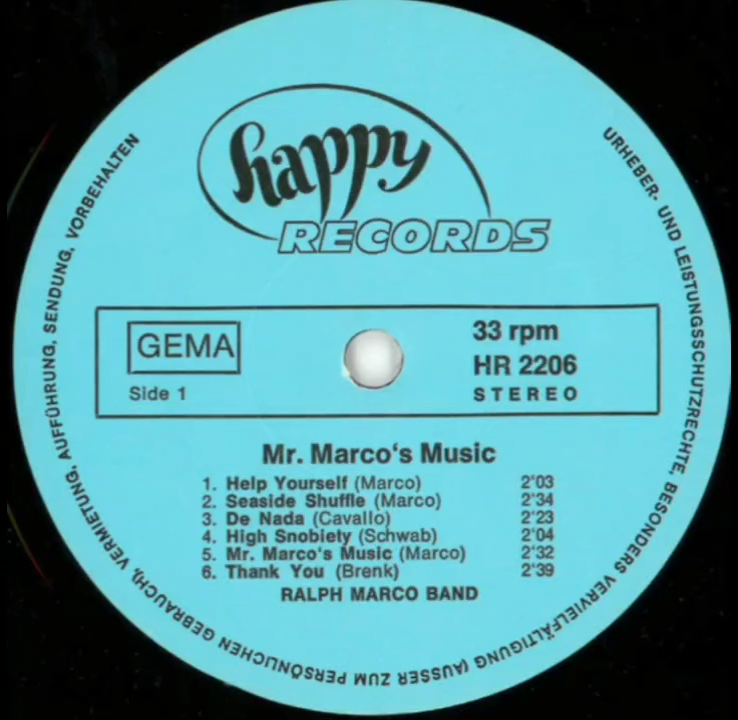 happy
RECORDS
GEMA
Side 1
33 rpm
HR 2206
STEREO
Mr. Marco's Music
1. Help Yourself (Marco) 2'03
2. Seaside Shuffle (Marco) 2'34
3. De Nada (Cavallo) 2'23
4. High Snobiety (Schwab) 2'04
5. Mr. Marco's Music (Marco) 2'32
6. Thank You (Brenk) 2'39
RALPH MARCO BAND
URHEBER- UND LEISTUNGSSCHUTZRECHTE, BESONDERS VERVIELFÄLTIGUNG (AUSSER ZUM PERSÖNLICHEN GEBRAUCH), VERMIETUNG, AUFFÜHRUNG, SENDUNG, VORBEHALTEN